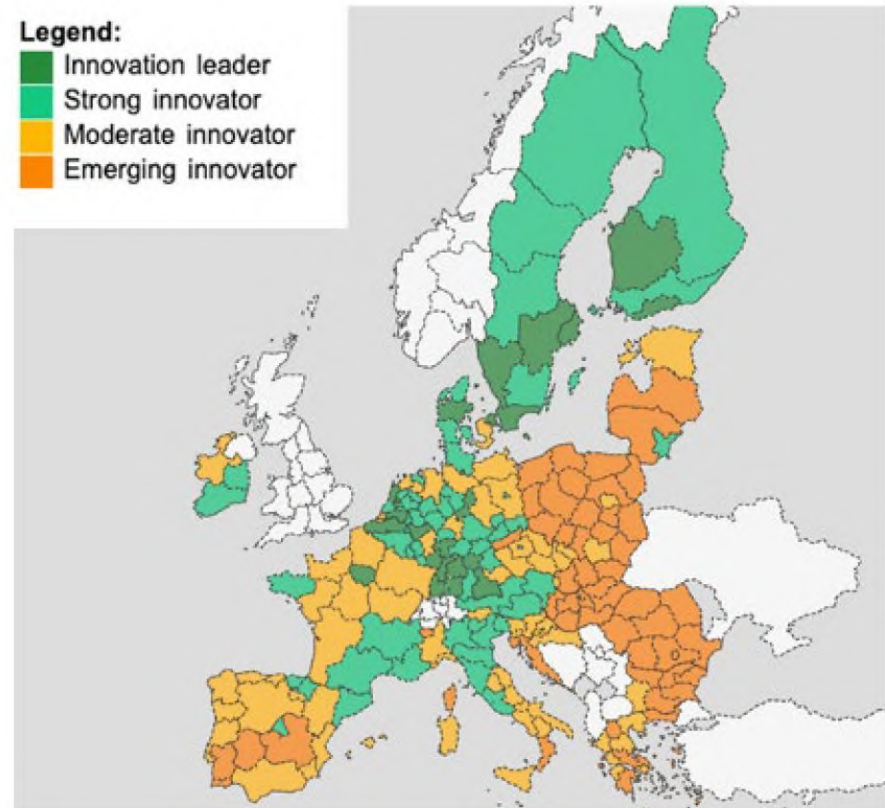 Legend:
Innovation leader
Strong innovator
Moderate innovator
Emerging innovator